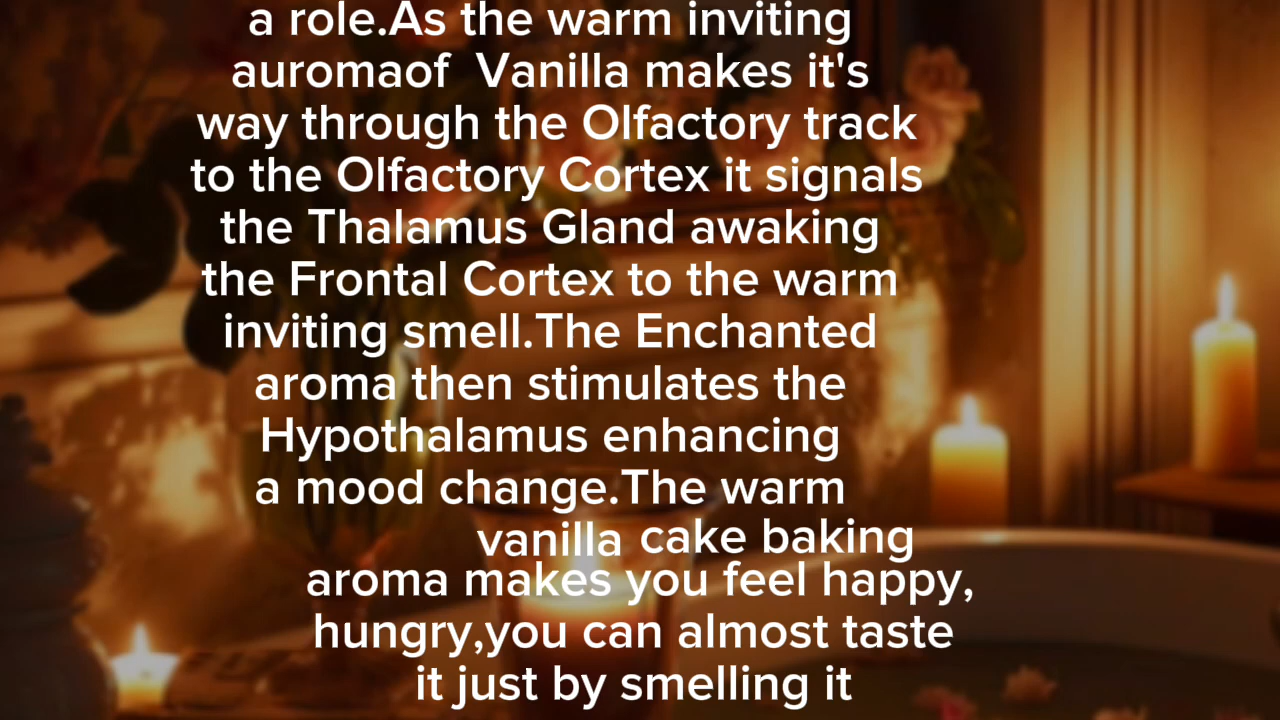 a role.As the warm inviting
auromaof Vanilla makes it's
way through the Olfactory track
to the Olfactory Cortex it signals
the Thalamus Gland awaking
the Frontal Cortex to the warm
inviting smell.The Enchanted
aroma then stimulates the
Hypothalamus enhancing
a mood change.The warm
vanilla cake baking
aroma makes you feel happy,
hungry,you can almost taste
it just by smelling it